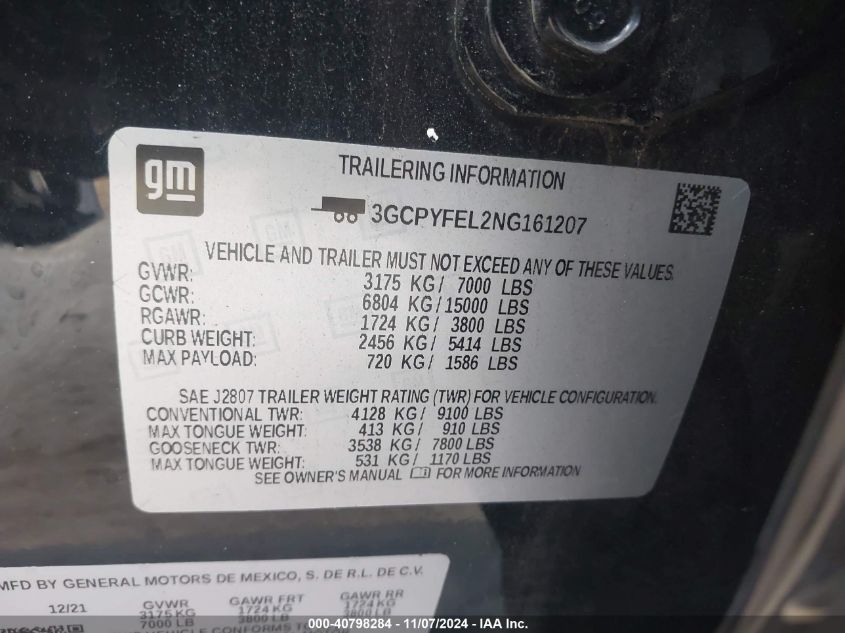 gm
TRAILERING INFORMATION
3GCPYFEL2NG161207
VEHICLE AND TRAILER MUST NOT EXCEED ANY OF THESE VALUES.
GVWR: 3175 KG/ 7000 LBS
GCWR: 6804 KG/15000 LBS
RGAWR: 1724 KG/ 3800 LBS
CURB WEIGHT: 2456 KG/ 5414 LBS
MAX PAYLOAD: 720 KG/ 1586 LBS
SAE J2807 TRAILER WEIGHT RATING (TWR) FOR VEHICLE CONFIGURATION.
CONVENTIONAL TWR: 4128 KG/ 9100 LBS
MAX TONGUE WEIGHT: 413 KG/ 910 LBS
GOOSENECK TWR: 3538 KG/ 7800 LBS
MAX TONGUE WEIGHT: 531 KG/ 1170 LBS
SEE OWNER'S MANUAL FOR MORE INFORMATION
MFD BY GENERAL MOTORS DE MEXICO, S. DE R.L. DE C.V.
12/21 GVWR GAWR FRT GAWR RR
3175 KG 1724 KG 1724 KG
7000 LB 3800 LB 3800 LB
VEHICLE CONFORMS TO
000-40798284 - 11/07/2024 - IAAI.COM